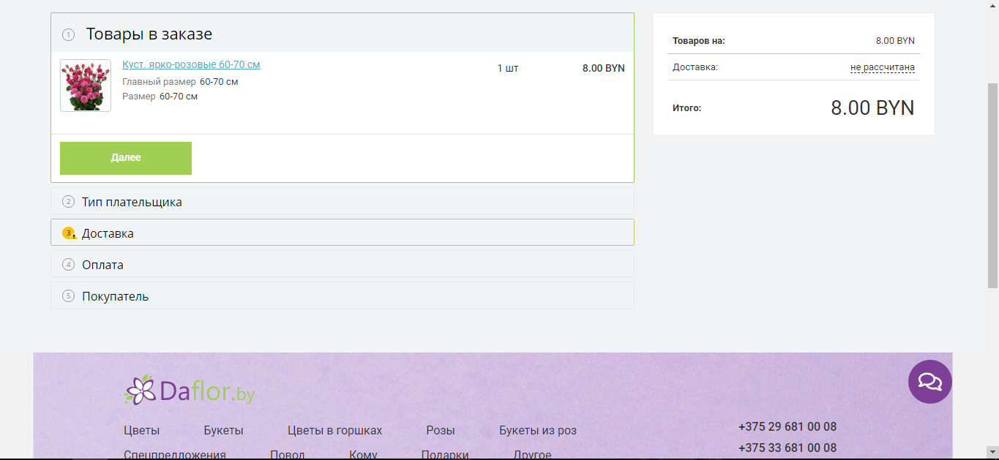 1 Товары в заказе
Куст. ярко-розовые 60-70 см 1 шт 8.00 BYN
Главный размер 60-70 см
Размер 60-70 см
Далее
2 Тип плательщика
3 Доставка
4 Оплата
5 Покупатель
Товаров на: 8.00 BYN
Доставка: не рассчитана
Итого: 8.00 BYN
Daflor.by
Цветы Букеты Цветы в горшках Розы Букеты из роз
Спецпредложения Повод Кому Подарки Другое
+375 29 681 00 08
+375 33 681 00 08